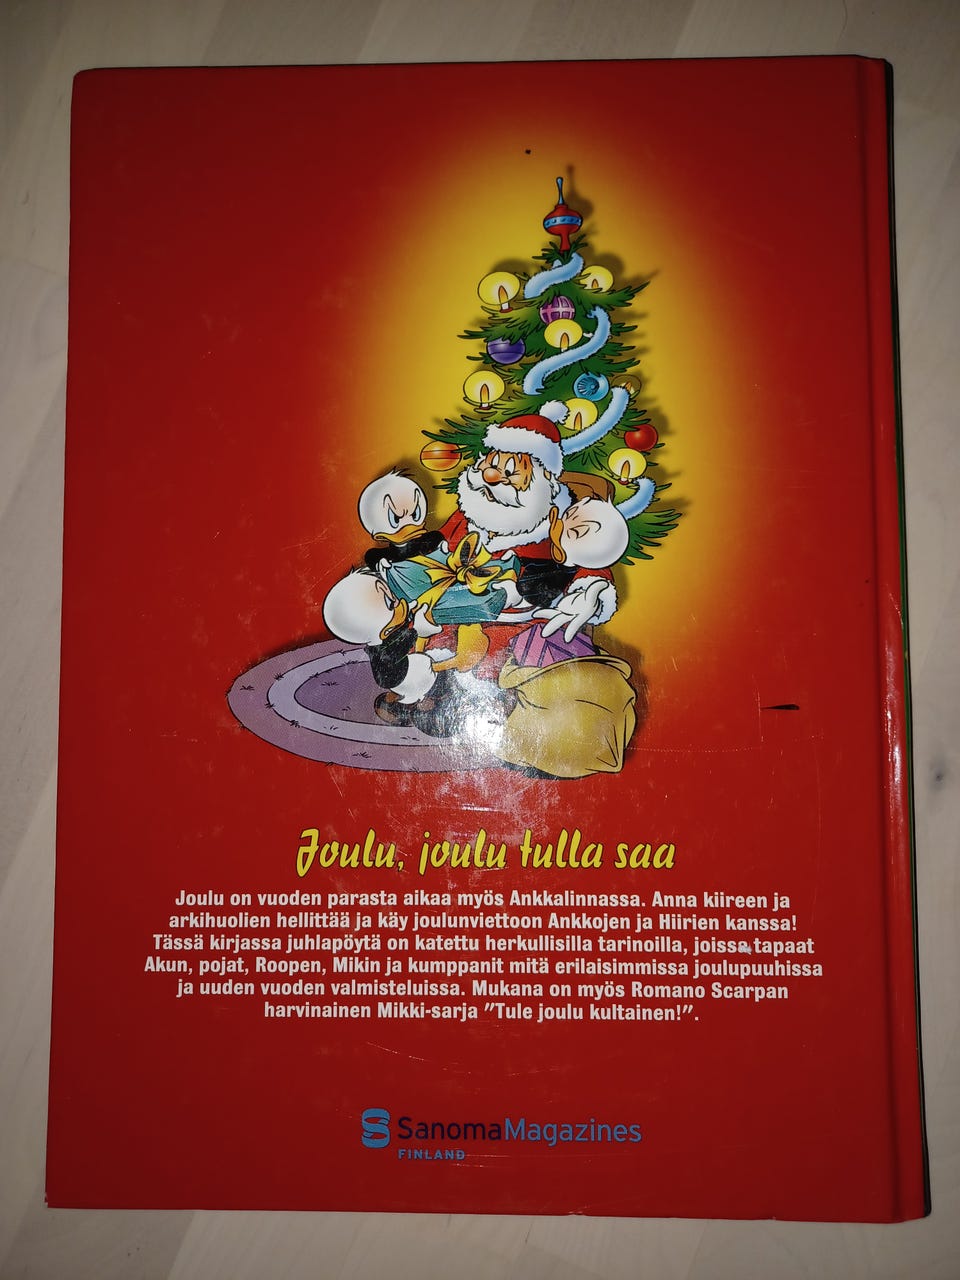 Joulu, joulu tulla saa
Joulu on vuoden parasta aikaa myös Ankkalinnassa. Anna kiireen ja
arkihuolien hellittää ja käy joulunviettoon Ankkojen ja Hiirien kanssa!
Tässä kirjassa juhlapöytä on katettu herkullisilla tarinoilla, joissa tapaat
Akun, pojat, Roopen, Mikin ja kumppanit mitä erilaisimmissa joulupuuhissa
ja uuden vuoden valmisteluissa. Mukana on myös Romano Scarpan
harvinainen Mikki-sarja "Tule joulu kultainen!".
SanomaMagazines
FINLAND